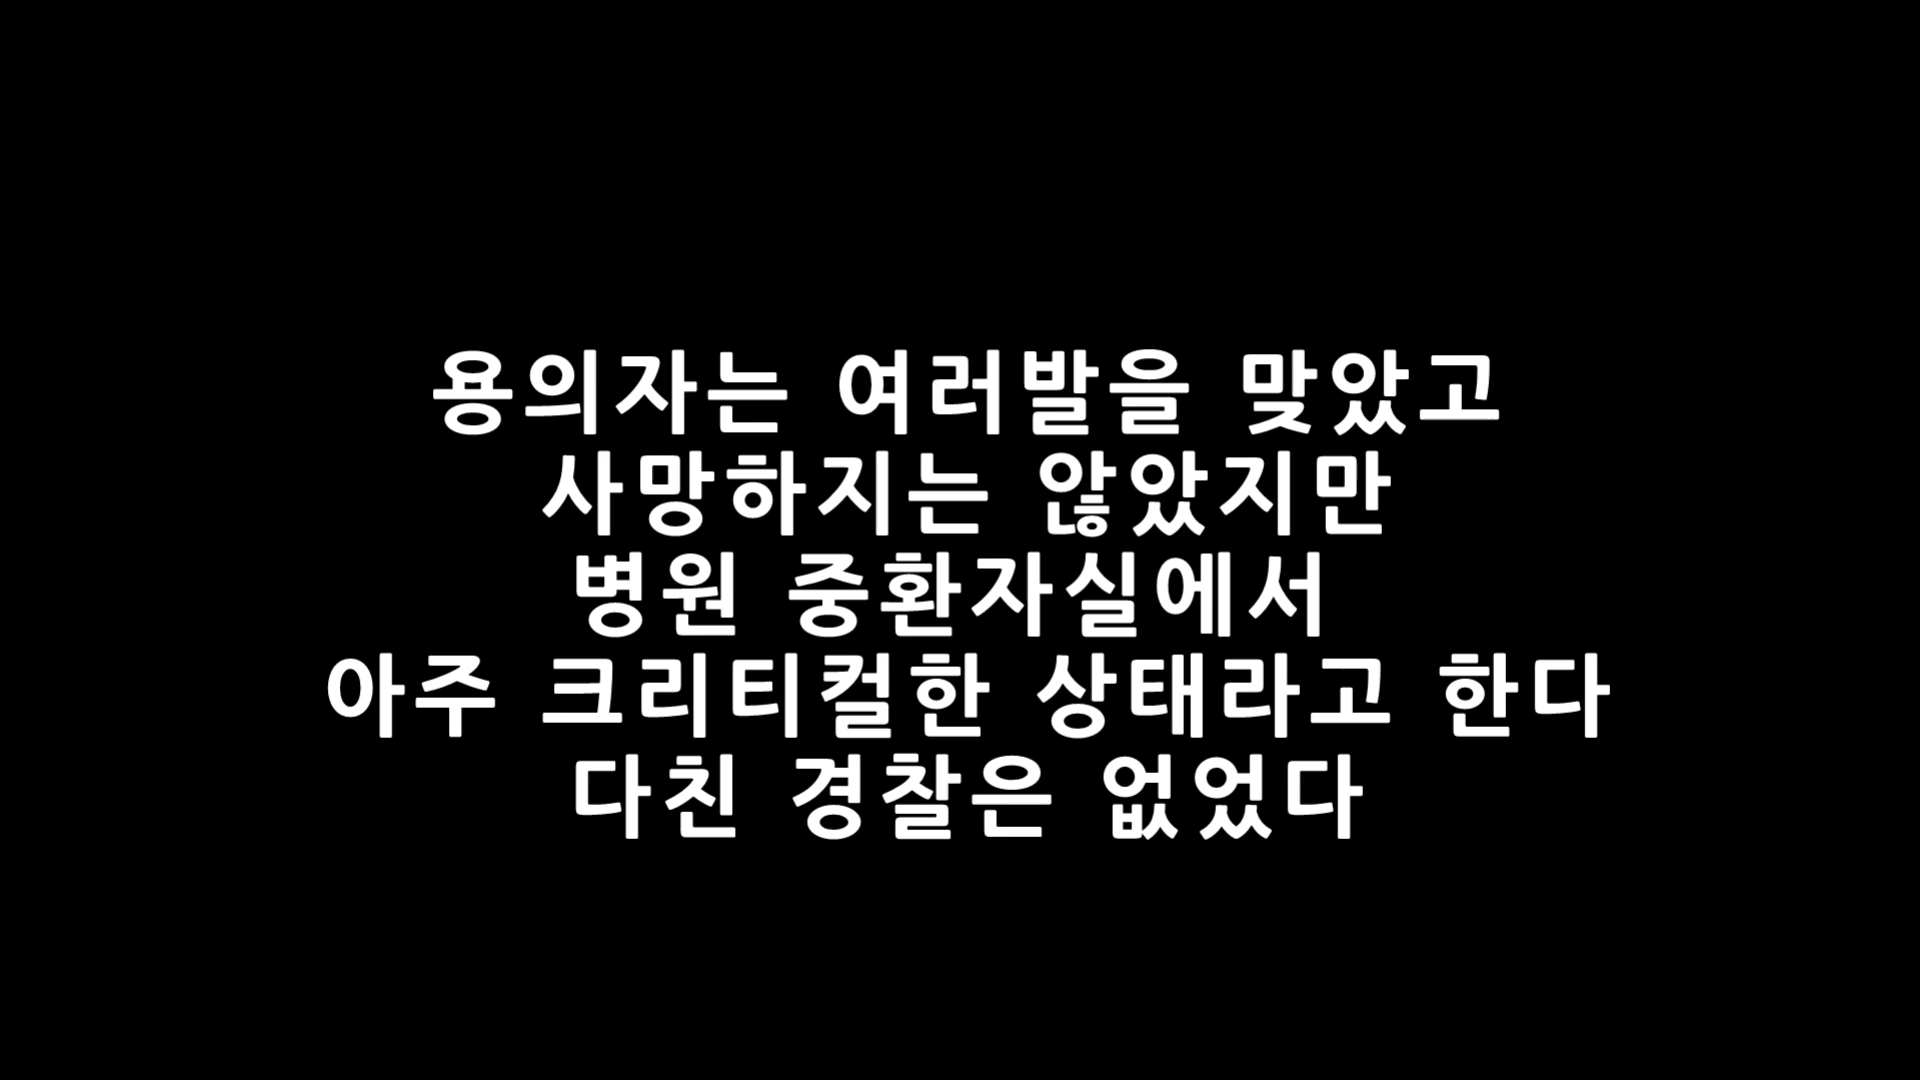 용의자는 여러발을 맞았고
사망하지는 않았지만
병원 중환자실에서
아주 크리티컬한 상태라고 한다
다친 경찰은 없었다